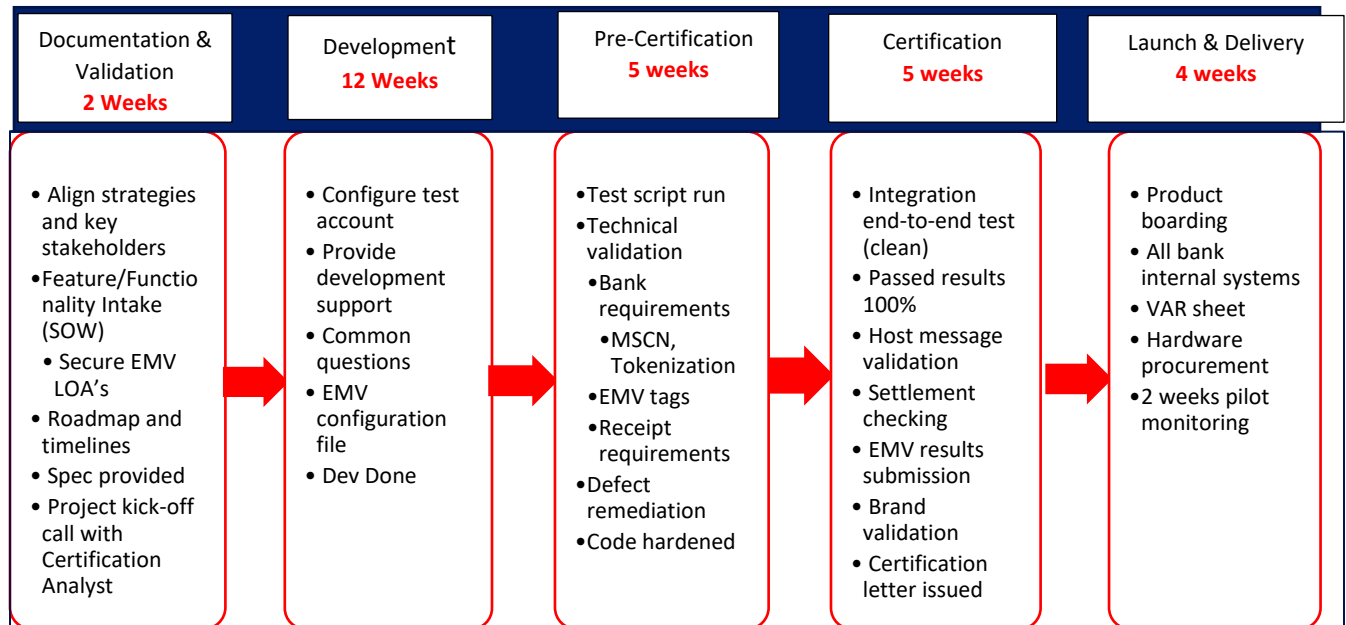 Documentation &
Validation
2 Weeks
Development
12 Weeks
Pre-Certification
5 weeks
Certification
5 weeks
Launch & Delivery
4 weeks
• Align strategies
and key
stakeholders
•Feature/Functio
nality Intake
(SOW)
• Secure EMV
LOA's
• Roadmap and
timelines
• Spec provided
• Project kick-off
call with
Certification
Analyst
• Configure test
account
• Provide
development
support
• Common
questions
• EMV
configuration
file
• Dev Done
•Test script run
•Technical
validation
•Bank
requirements
•MSCN,
Tokenization
•EMV tags
•Receipt
requirements
•Defect
remediation
•Code hardened
• Integration
end-to-end test
(clean)
• Passed results
100%
• Host message
validation
• Settlement
checking
• EMV results
submission
• Brand
validation
• Certification
letter issued
• Product
boarding
• All bank
internal systems
• VAR sheet
• Hardware
procurement
•2 weeks pilot
monitoring